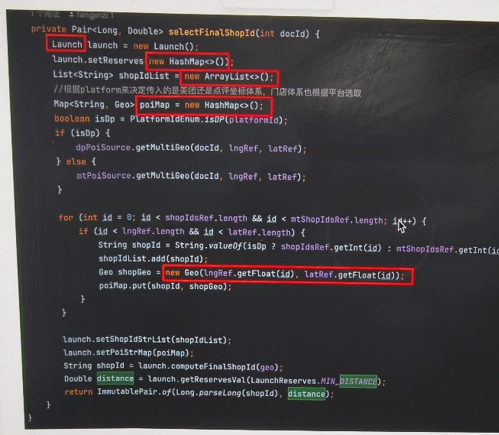 fangjinzi
private Pair<Long, Double> selectFinalShopId(int docId) {
Launch launch = new Launch();
launch.setReserves(new HashMap<>());
List<String> shopIdList = new ArrayList<>();
//根据platform来决定传入的是美团还是点评坐标体系，门店体系也根据平台选取
Map<String, Geo> poiMap = new HashMap<>();
boolean isDp = PlatformIdEnum.isDP(platformId);
if (isDp) {
dpPoiSource.getMultiGeo(docId, lngRef, latRef);
} else {
mtPoiSource.getMultiGeo(docId, lngRef, latRef);
}
for (int id = 0; id < shopIdsRef.length && id < mtShopIdsRef.length; id++) {
if (id < lngRef.length && id < latRef.length) {
String shopId = String.valueOf(isDp ? shopIdsRef.getInt(id) : mtShopIdsRef.getInt(id
shopIdList.add(shopId);
Geo shopGeo = new Geo(lngRef.getFloat(id), latRef.getFloat(id));
poiMap.put(shopId, shopGeo);
}
}
launch.setShopIdStrList(shopIdList);
launch.setPoiStrMap(poiMap);
String shopId = launch.computeFinalShopId(geo);
Double distance = launch.getReservesVal(LaunchReserves.MIN_DISTANCE);
return ImmutablePair.of(Long.parseLong(shopId), distance);
}
}